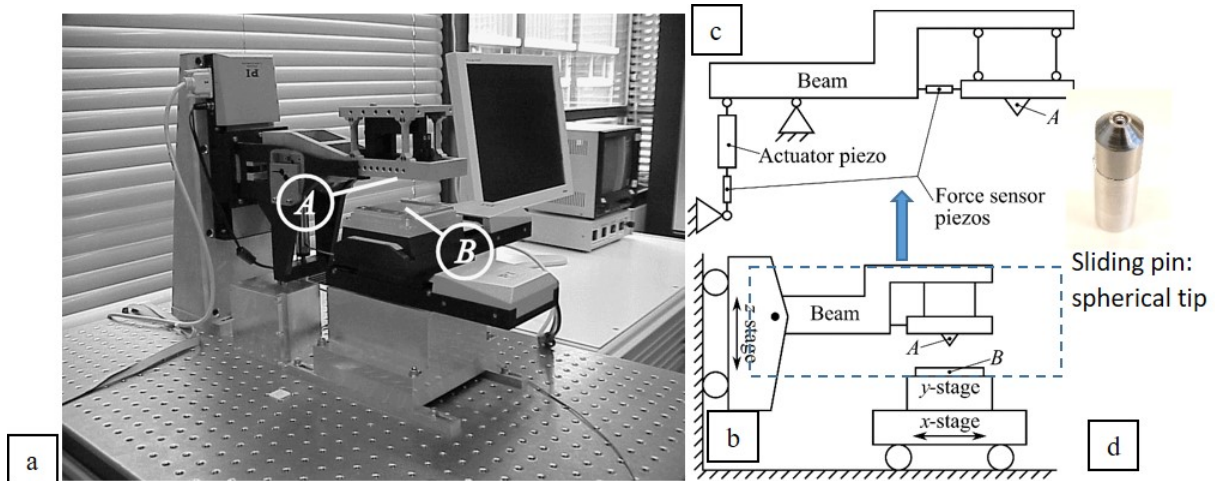 a
PI
A
B
c
Beam
A
Actuator piezo
Force sensor
piezos
Sliding pin:
spherical tip
z-stage
Beam
A
B
y-stage
x-stage
b
d